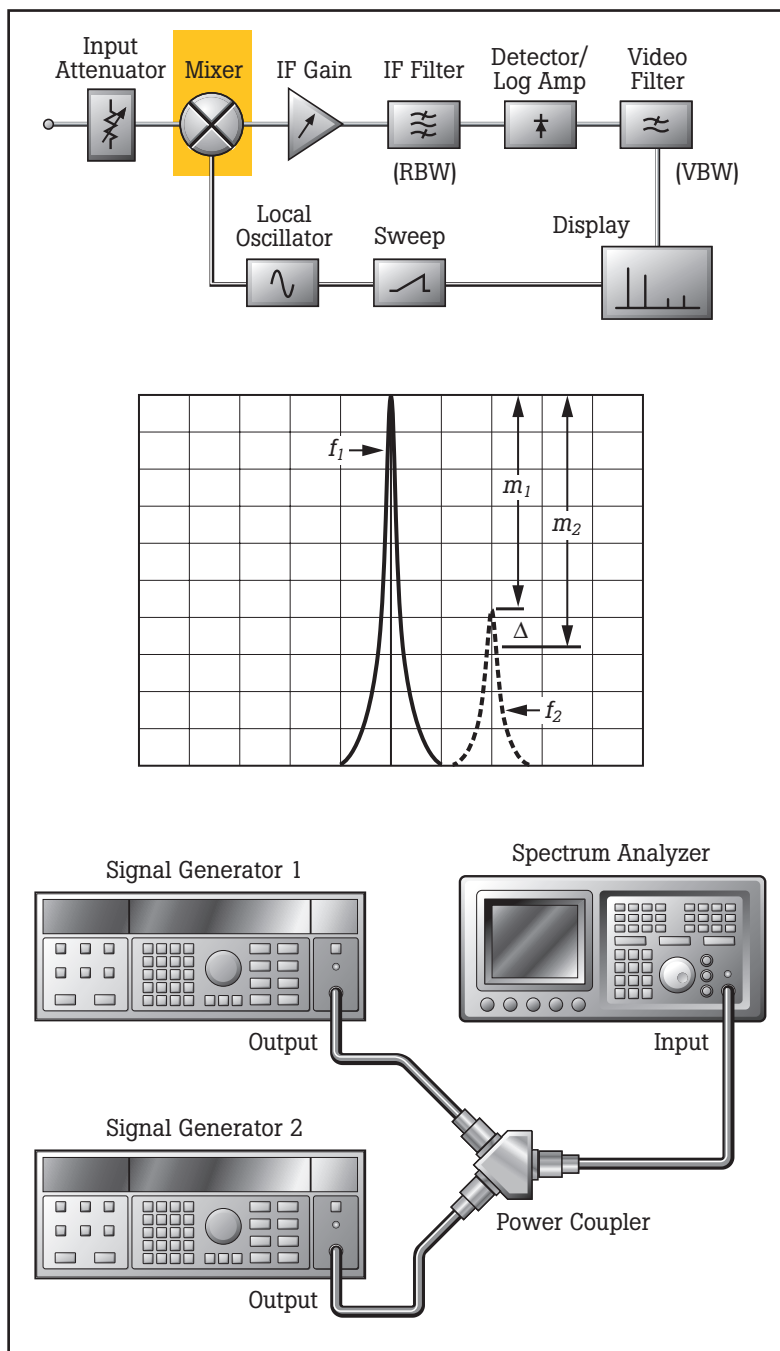 Input
Attenuator
Mixer
IF Gain
IF Filter
Detector/
Log Amp
Video
Filter
(RBW)
(VBW)
Local
Oscillator
Sweep
Display
f1
m1
m2
Δ
f2
Signal Generator 1
Spectrum Analyzer
Output
Input
Signal Generator 2
Power Coupler
Output